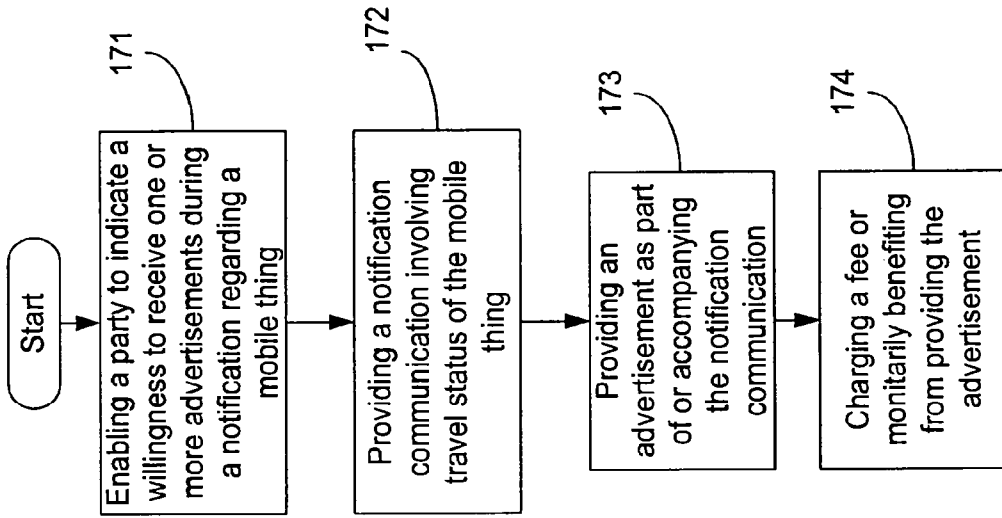 Start
Enabling a party to indicate a
willingness to receive one or
more advertisements during
a notification regarding a
mobile thing
171
Providing a notification
communication involving
travel status of the mobile
thing
172
Providing an
advertisement as part
of or accompanying
the notification
communication
173
Charging a fee or
monitarily benefiting
from providing the
advertisement
174